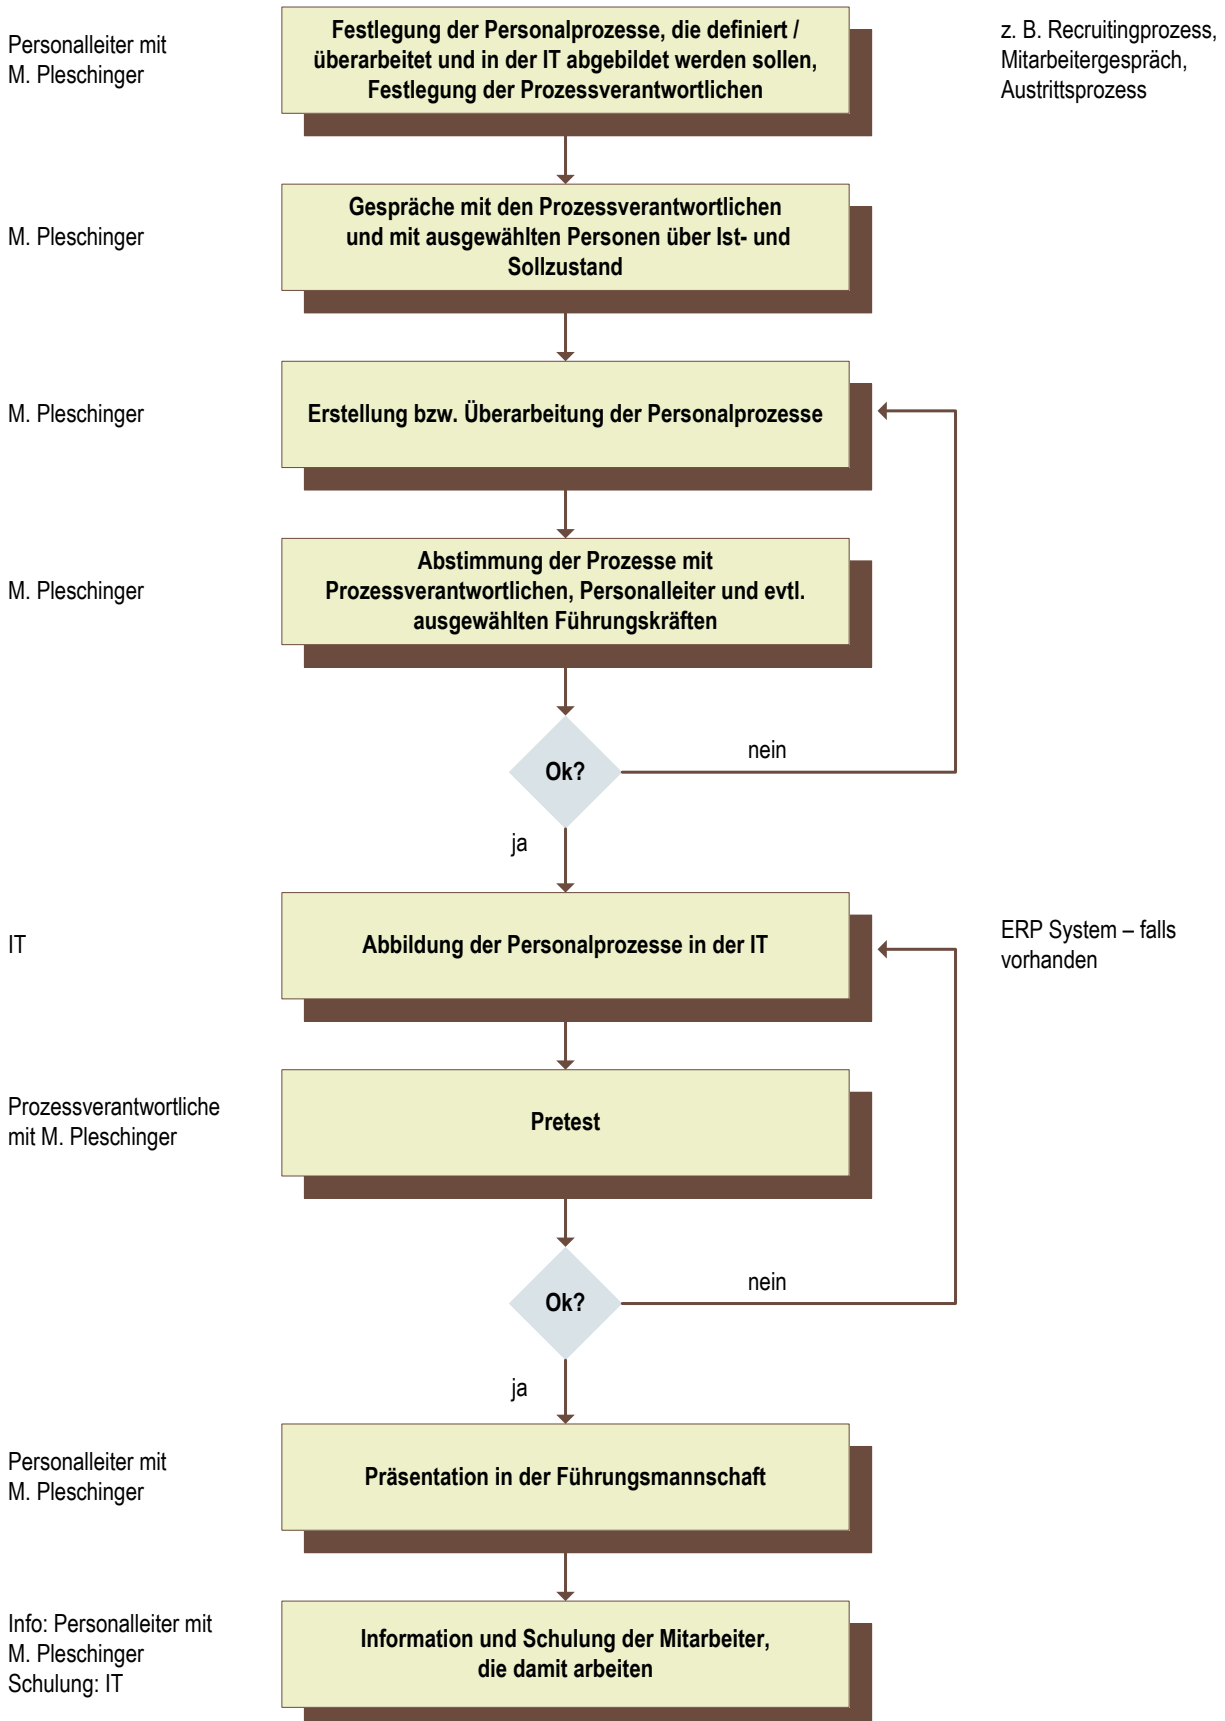 Personalleiter mit
M. Pleschinger
Festlegung der Personalprozesse, die definiert /
überarbeitet und in der IT abgebildet werden sollen,
Festlegung der Prozessverantwortlichen
z. B. Recruitingprozess,
Mitarbeitergespräch,
Austrittsprozess
M. Pleschinger
Gespräche mit den Prozessverantwortlichen
und mit ausgewählten Personen über Ist- und
Sollzustand
M. Pleschinger
Erstellung bzw. Überarbeitung der Personalprozesse
M. Pleschinger
Abstimmung der Prozesse mit
Prozessverantwortlichen, Personalleiter und evtl.
ausgewählten Führungskräften
Ok?
nein
ja
IT
Abbildung der Personalprozesse in der IT
ERP System – falls
vorhanden
Prozessverantwortliche
mit M. Pleschinger
Pretest
Ok?
nein
ja
Personalleiter mit
M. Pleschinger
Präsentation in der Führungsmannschaft
Info: Personalleiter mit
M. Pleschinger
Schulung: IT
Information und Schulung der Mitarbeiter,
die damit arbeiten